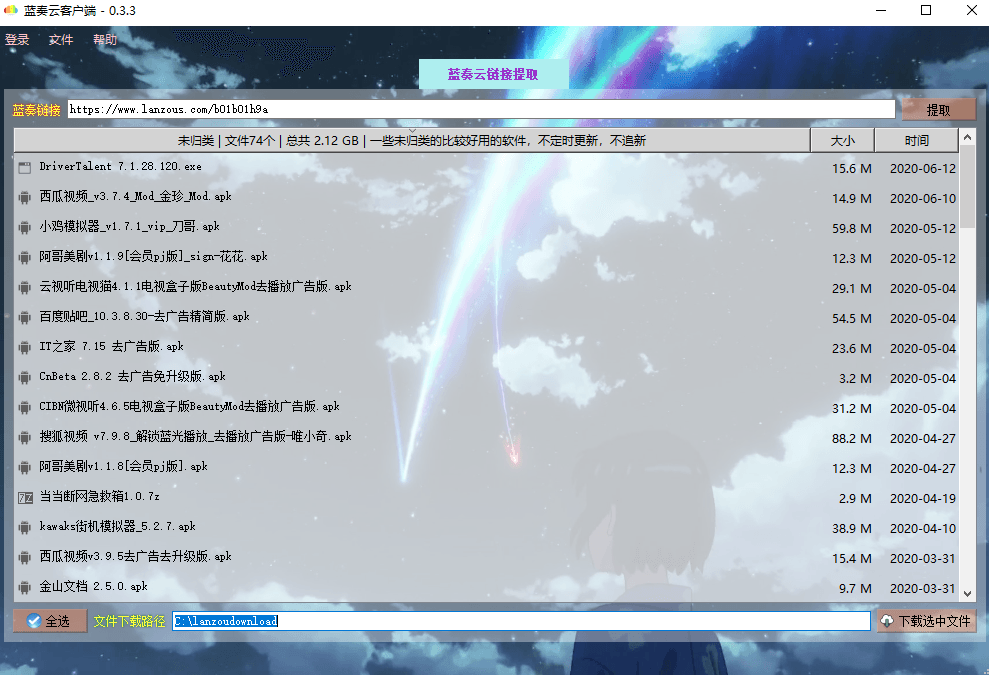 蓝奏云客户端 - 0.3.3
登录 文件 帮助
蓝奏云链接提取
蓝奏链接 https://www.lanzous.com/b01b01h9a 提取
未归类 | 文件74个 | 总共 2.12 GB | 一些未归类的比较好用的软件，不定时更新，不追新 大小 时间
DriverTalent 7.1.28.120.exe 15.6 M 2020-06-12
西瓜视频_v3.7.4_Mod_金珍_Mod.apk 14.9 M 2020-06-10
小鸡模拟器_v1.7.1_vip_刀哥.apk 59.8 M 2020-05-12
阿哥美剧v1.1.9[会员pj版]_sign-花花.apk 12.3 M 2020-05-12
云视听电视猫4.1.1电视盒子版BeautyMod去播放广告版.apk 29.1 M 2020-05-04
百度贴吧_10.3.8.30-去广告精简版.apk 54.5 M 2020-05-04
IT之家 7.15 去广告版.apk 23.6 M 2020-05-04
CnBeta 2.8.2 去广告免升级版.apk 3.2 M 2020-05-04
CIBN微视听4.6.5电视盒子版BeautyMod去播放广告版.apk 31.2 M 2020-05-04
搜狐视频 v7.9.8_解锁蓝光播放_去播放广告版-唯小奇.apk 88.2 M 2020-04-27
阿哥美剧v1.1.8[会员pj版].apk 12.3 M 2020-04-27
当当断网急救箱1.0.7z 2.9 M 2020-04-19
kawaks街机模拟器_5.2.7.apk 38.9 M 2020-04-10
西瓜视频v3.9.5去广告去升级版.apk 15.4 M 2020-03-31
金山文档 2.5.0.apk 9.7 M 2020-03-31
全选 文件下载路径 C:\lanzoudownload 下载选中文件